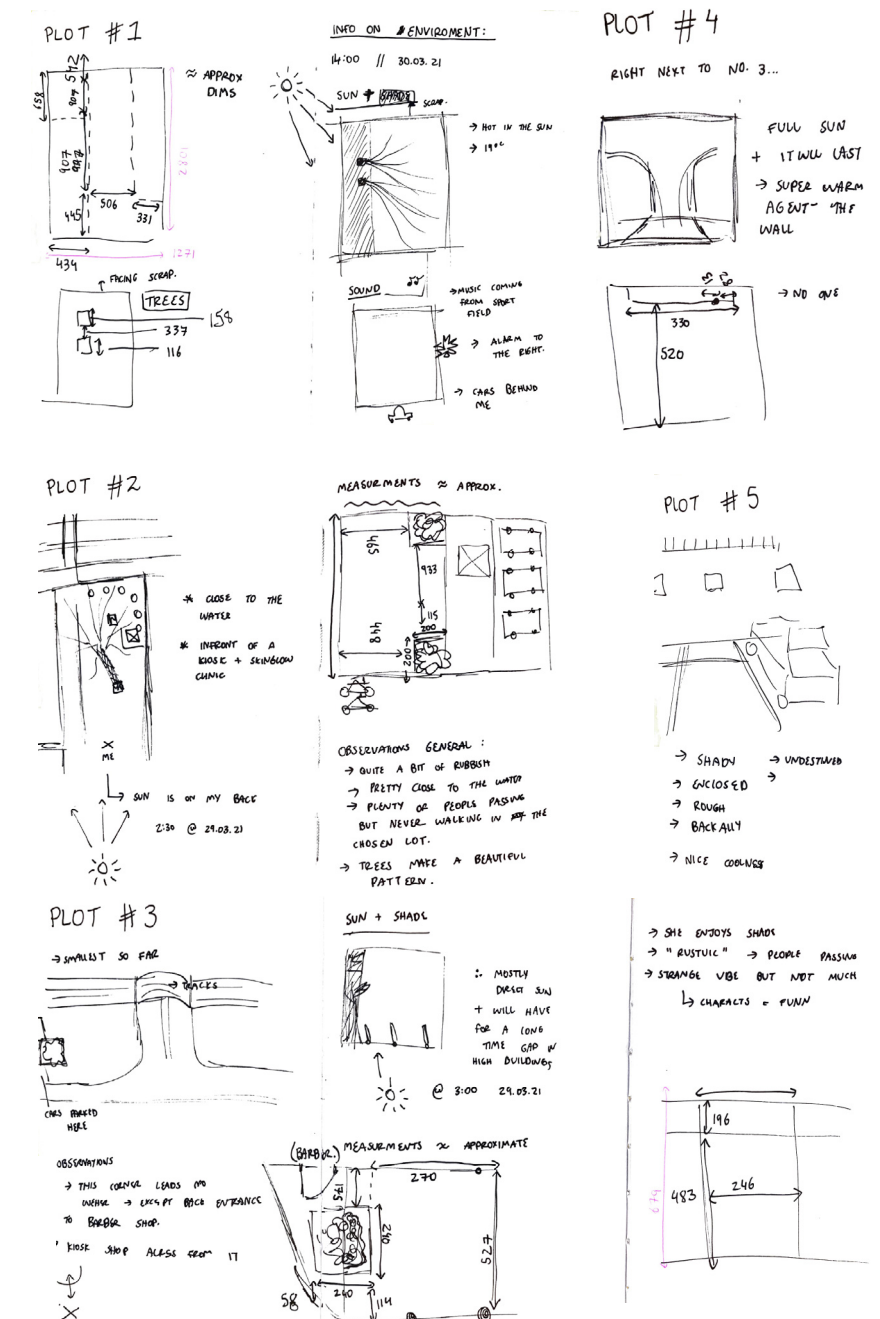 PLOT #1
≈ APPROX
DIMS
542
658
907
907
506
445
331
434
2801
1271
FACING SCRAP.
TREES
158
337
116
INFO ON ENVIROMENT:
14:00 // 30.03.21
SUN + SHADE
SCRAP.
→ HOT IN THE SUN
→ 19°C
SOUND
→ MUSIC COMING
FROM SPORT
FIELD
→ ALARM TO
THE RIGHT.
→ CARS BEHIND
ME
PLOT #4
RIGHT NEXT TO NO. 3...
FULL SUN
+ IT WILL LAST
→ SUPER WARM
AGENT - THE
WALL
→ NO ONE
330
520
PLOT #2
* CLOSE TO THE
WATER
* INFRONT OF A
KIOSK + SKINGLOW
CLINIC
X
ME
→ SUN IS ON MY BACK
2:30 @ 29.03.21
MEASURMENTS ≈ APPROX.
465
933
115
200
448
200
OBSERVATIONS GENERAL :
→ QUITE A BIT OF RUBBISH
→ PRETTY CLOSE TO THE WATER
→ PLENTY OF PEOPLE PASSING
BUT NEVER WALKING IN THE
CHOSEN LOT.
→ TREES MAKE A BEAUTIFUL
PATTERN.
PLOT #5
→ SHADY
→ ENCLOSED
→ ROUGH
→ BACK ALLY
→ NICE COOLNESS
PLOT #3
→ SMALLEST SO FAR
→ TRACKS
CARS PARKED
HERE
OBSERVATIONS
→ THIS CORNER LEADS NO
WEHER → EXCEPT BACK ENTRANCE
TO BARBER SHOP.
' KIOSK SHOP ACRSS FROM IT
X
SUN + SHADE
∴ MOSTLY
DIRECT SUN
+ WILL HAVE
FOR A LONG
TIME GAP IN
HIGH BUILDINGS
@ 3:00 29.03.21
(BARBER.) MEASURMENTS ≈ APPROXIMATE
175
270
240
527
240
58
114
→ SHE ENJOYS SHADE
→ "RUSTUIC" → PEOPLE PASSING
→ STRANGE VIBE BUT NOT MUCH
↳ CHARACTS = FUNN
196
483
246
679